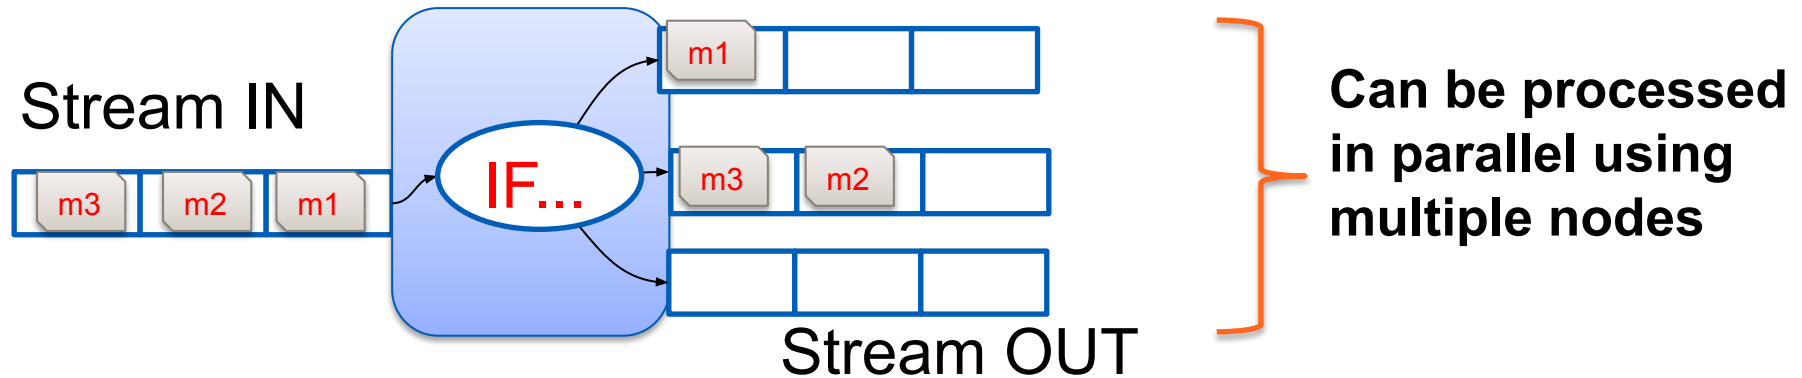 Stream IN
m3 m2 m1
IF...
m1
m3 m2
Stream OUT
Can be processed
in parallel using
multiple nodes